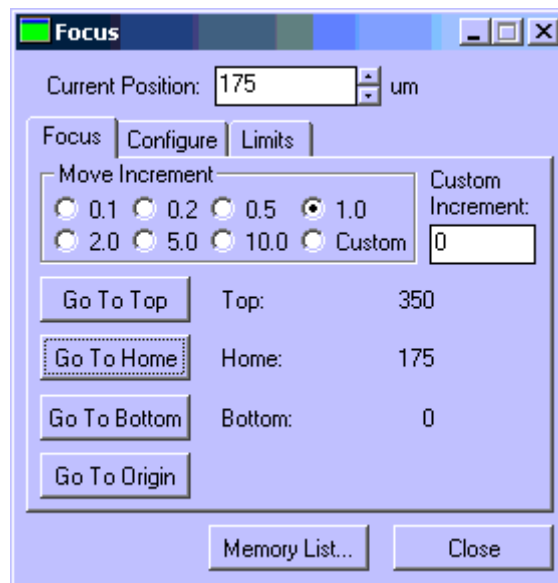 Focus
Current Position: 175 um
Focus Configure Limits
Move Increment
Custom Increment:
0.1 0.2 0.5 1.0
2.0 5.0 10.0 Custom
0
Go To Top Top: 350
Go To Home Home: 175
Go To Bottom Bottom: 0
Go To Origin
Memory List... Close